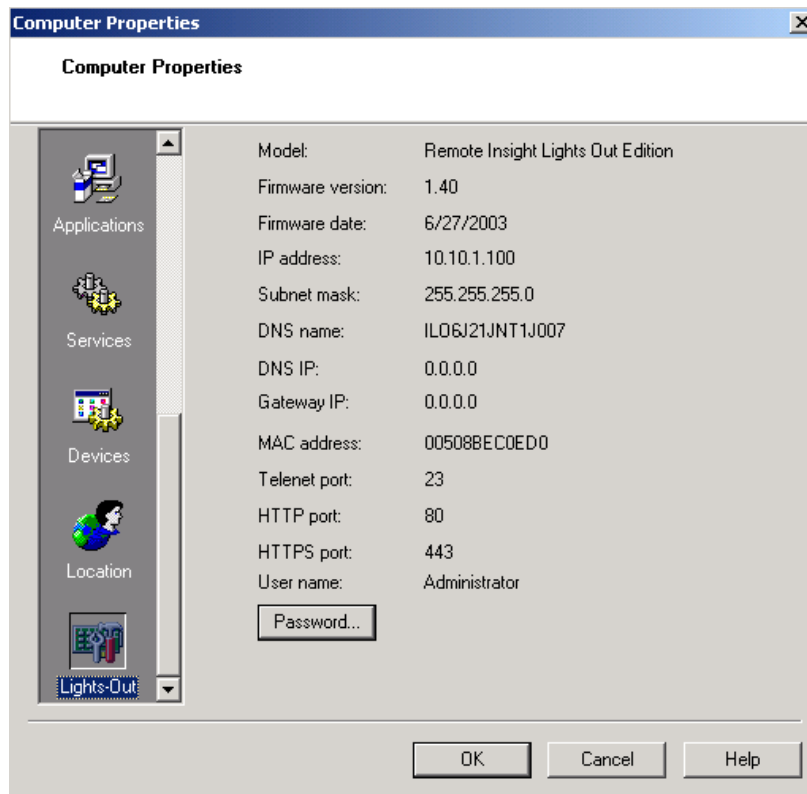 Computer Properties
Computer Properties
Applications
Services
Devices
Location
Lights-Out
Model: Remote Insight Lights Out Edition
Firmware version: 1.40
Firmware date: 6/27/2003
IP address: 10.10.1.100
Subnet mask: 255.255.255.0
DNS name: ILO6J21JNT1J007
DNS IP: 0.0.0.0
Gateway IP: 0.0.0.0
MAC address: 00508BEC0ED0
Telenet port: 23
HTTP port: 80
HTTPS port: 443
User name: Administrator
Password...
OK Cancel Help